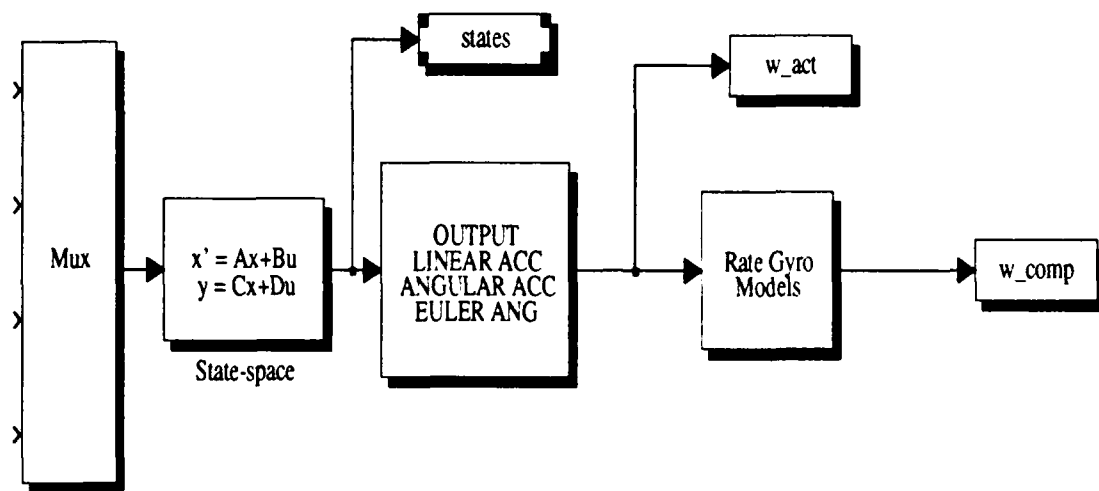 states
w_act
Mux
x' = Ax+Bu
y = Cx+Du
State-space
OUTPUT
LINEAR ACC
ANGULAR ACC
EULER ANG
Rate Gyro
Models
w_comp